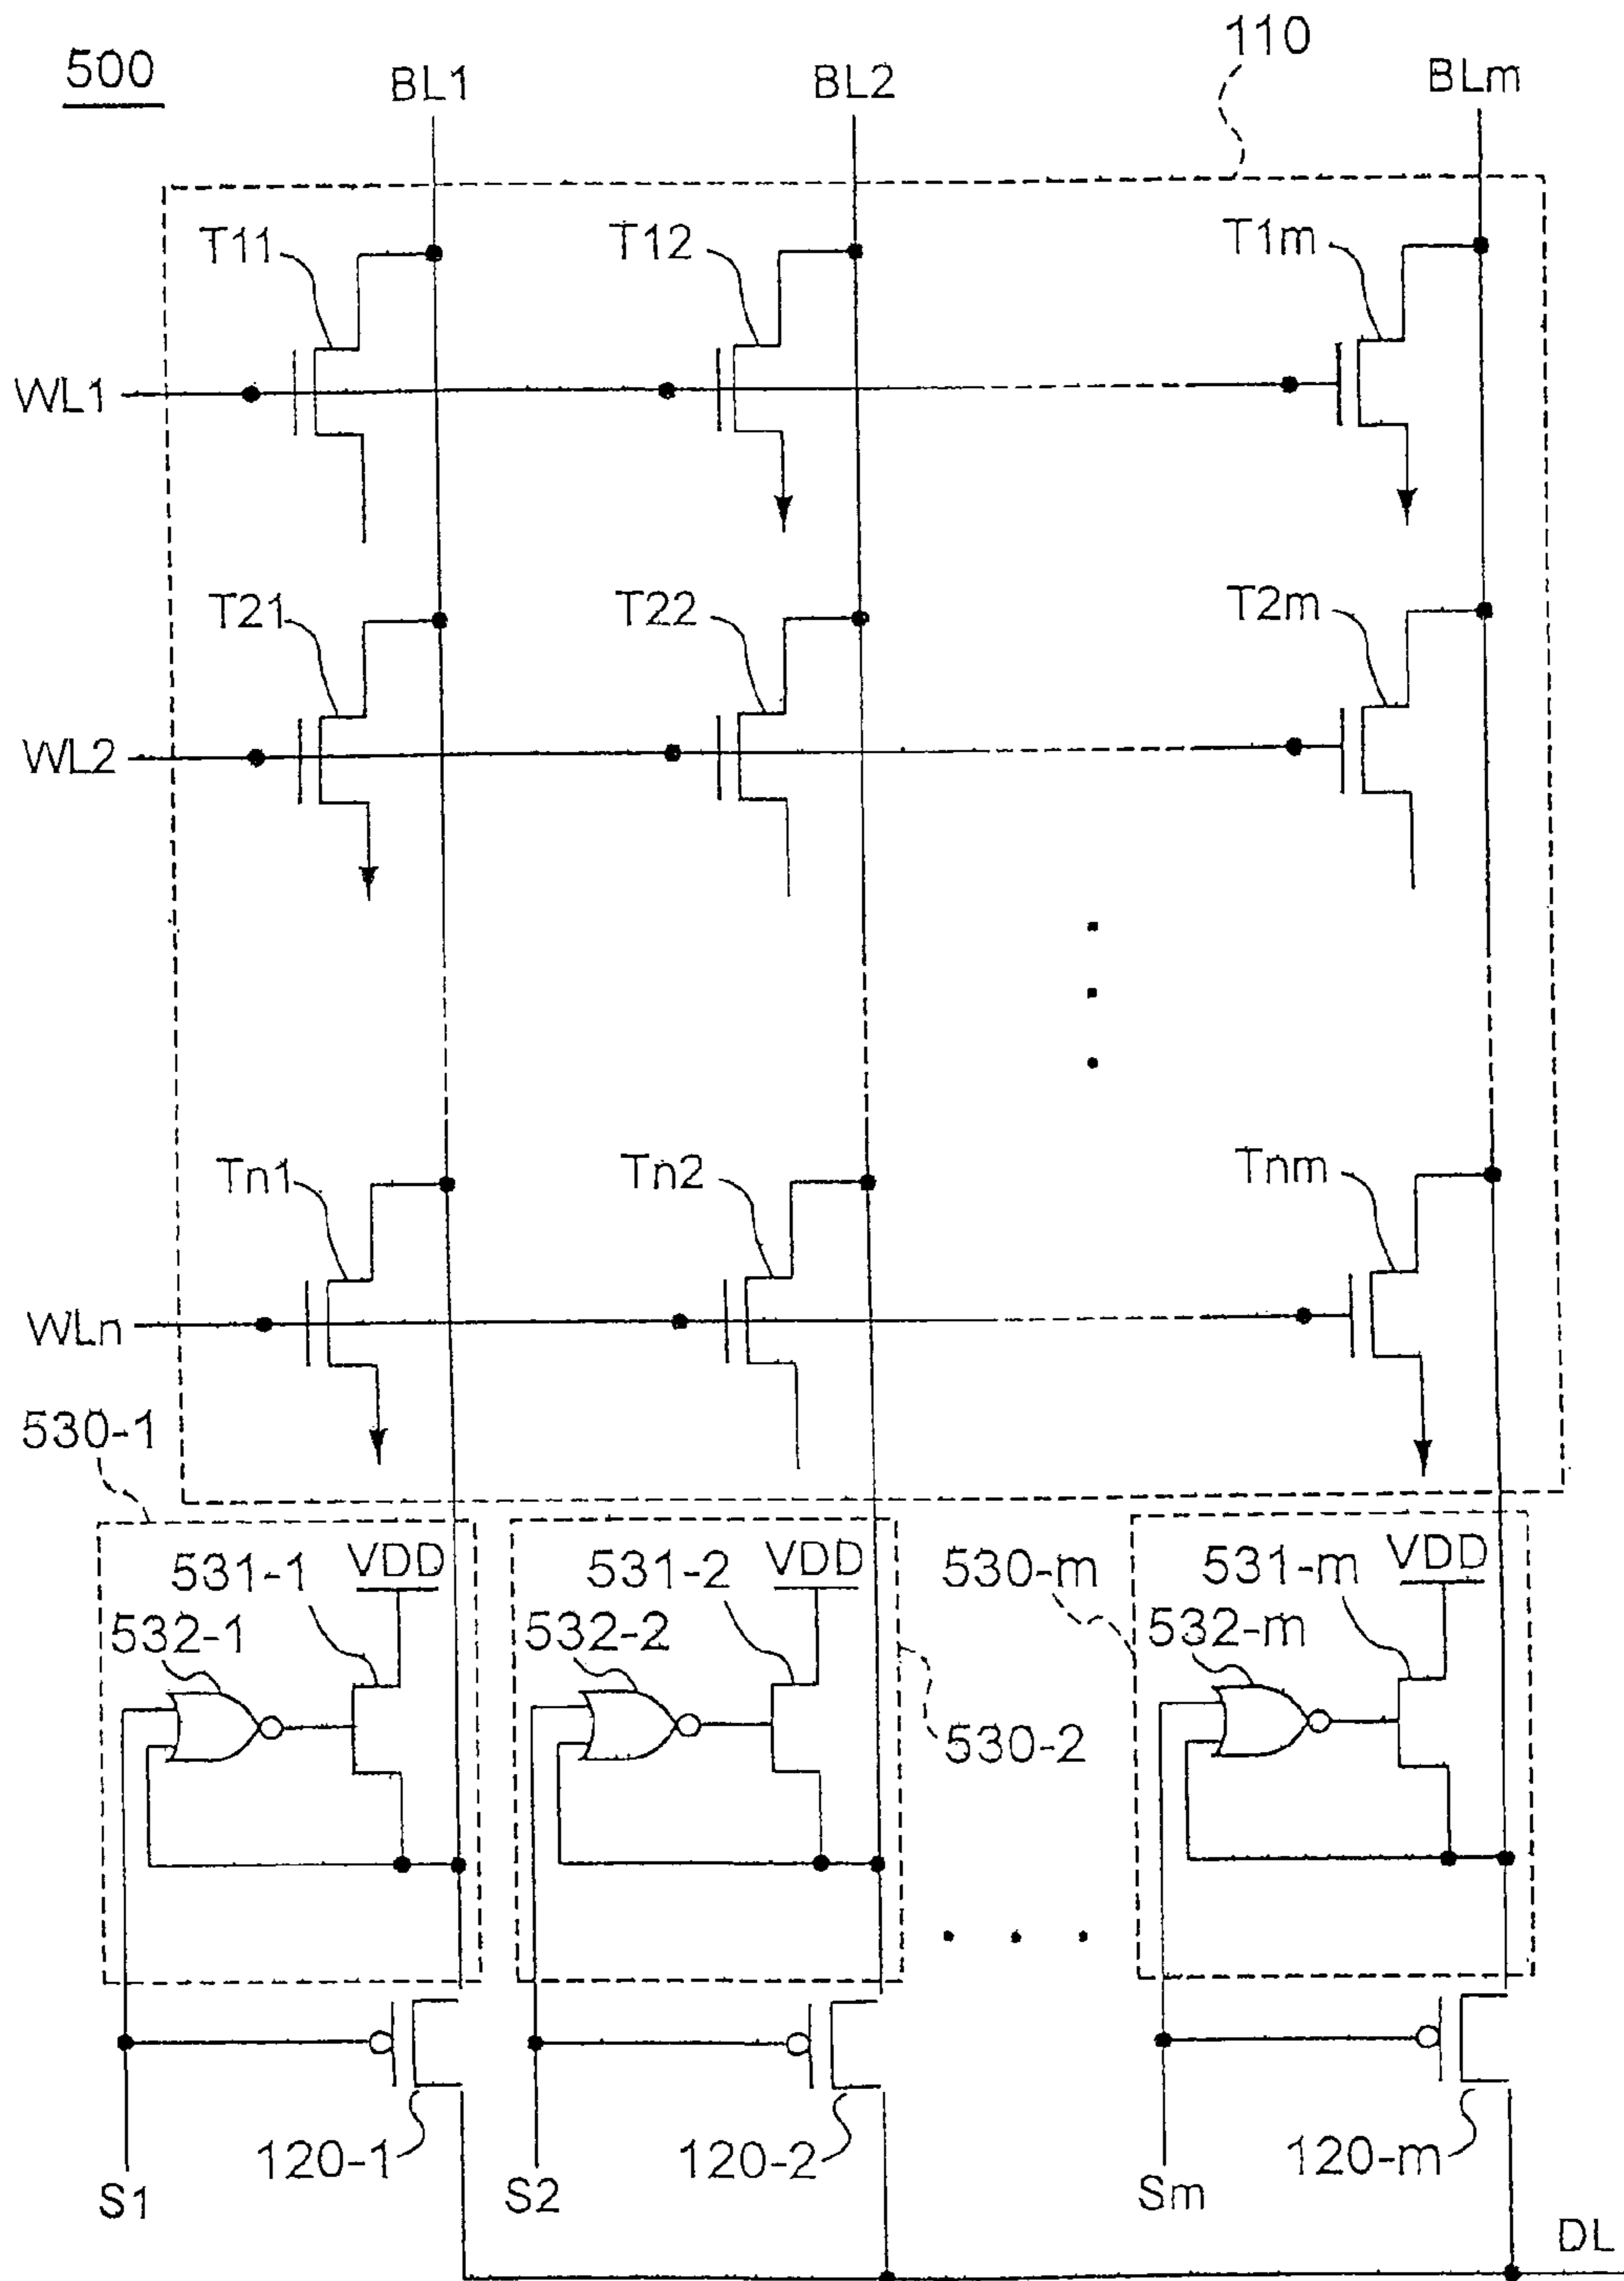 500
110
BL1
BL2
BLm
T11
T12
T1m
WL1
T21
T22
T2m
WL2
Tn1
Tn2
Tnm
WLn
530-1
531-1
VDD
531-2
VDD
530-m
531-m
VDD
532-1
532-2
532-m
530-2
120-1
120-2
120-m
S1
S2
Sm
DL